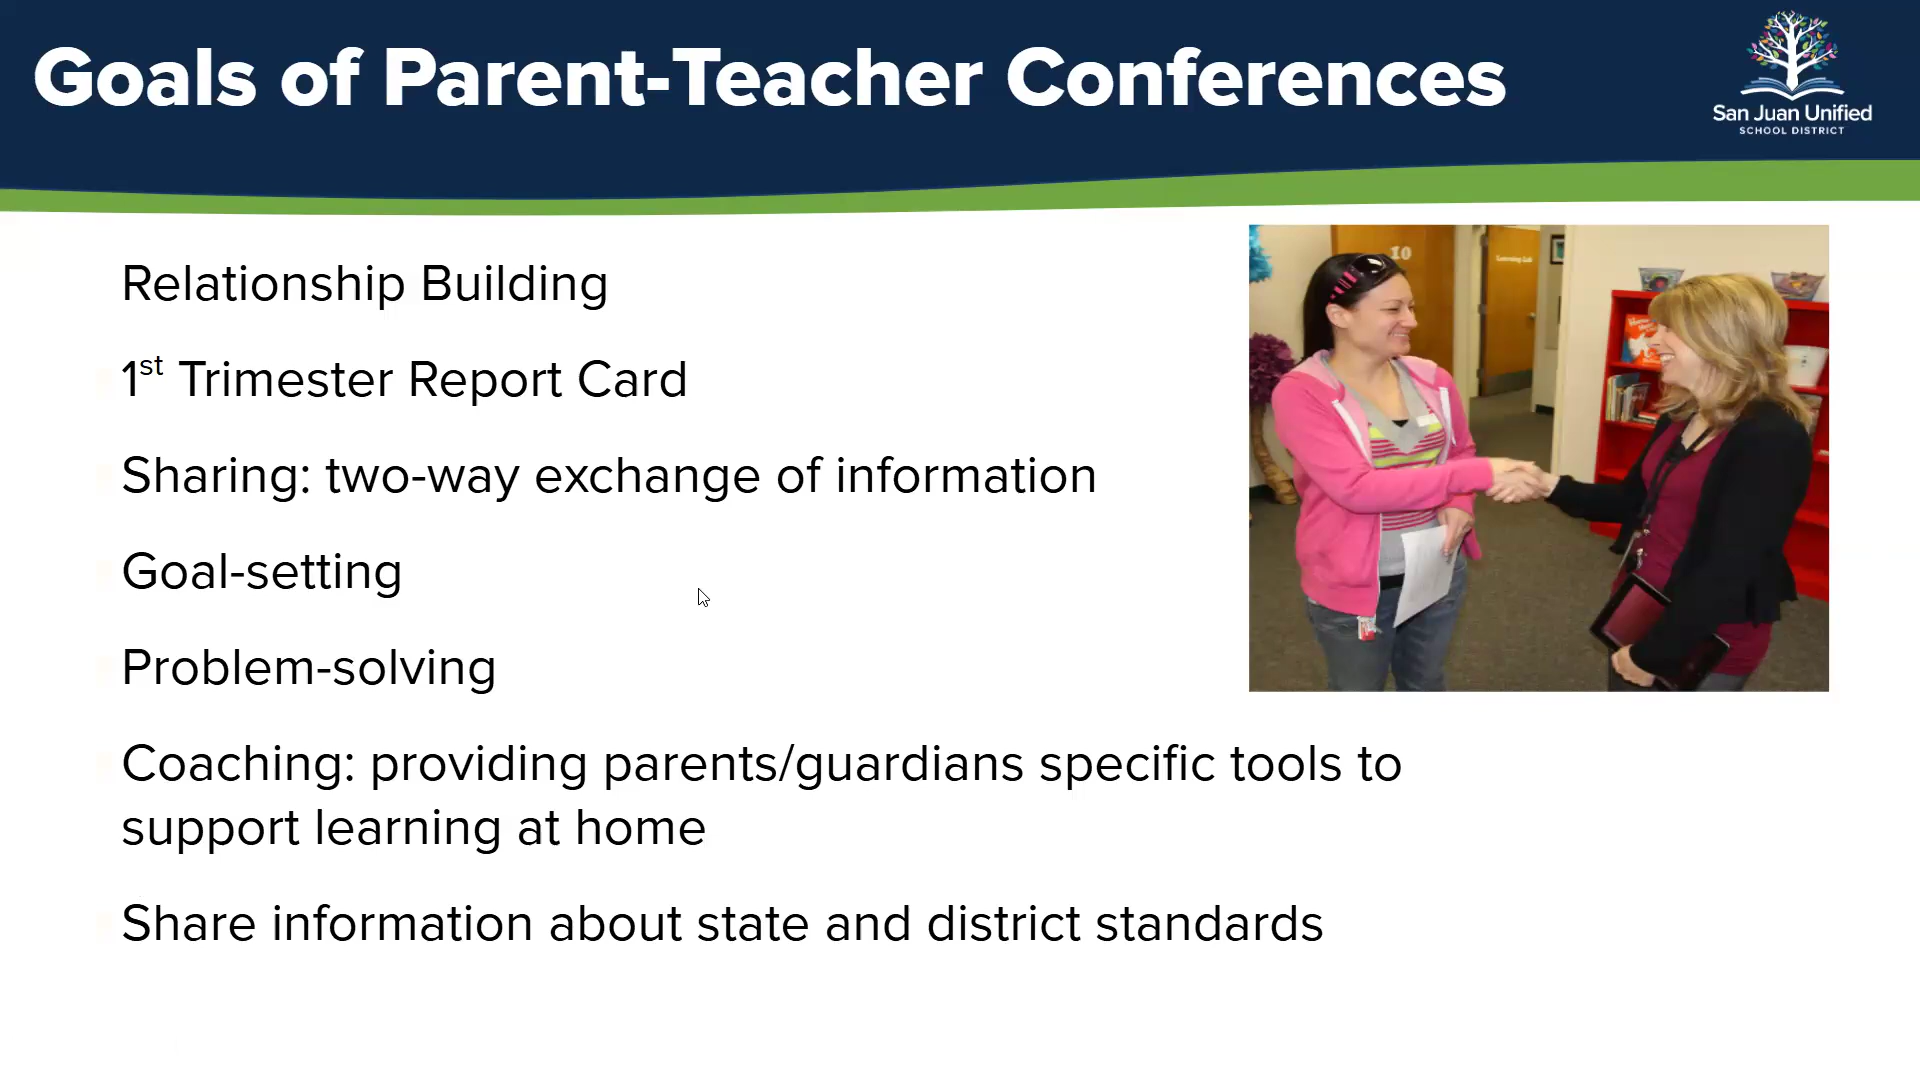 Goals of Parent-Teacher Conferences
San Juan Unified
SCHOOL DISTRICT
Relationship Building
1st Trimester Report Card
Sharing: two-way exchange of information
Goal-setting
Problem-solving
Coaching: providing parents/guardians specific tools to
support learning at home
Share information about state and district standards
10
Learning Lab